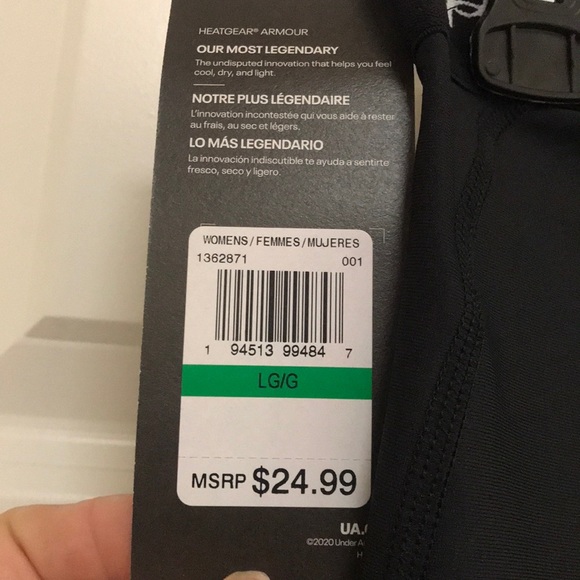 HEATGEAR® ARMOUR
OUR MOST LEGENDARY
The undisputed innovation that helps you feel
cool, dry, and light.
NOTRE PLUS LÉGENDAIRE
L'innovation incontestée qui vous aide à rester
au frais, au sec et légers.
LO MÁS LEGENDARIO
La innovación indiscutible te ayuda a sentirte
fresco, seco y ligero.
WOMENS/FEMMES/MUJERES
1362871 001
1 94513 99484 7
LG/G
MSRP $24.99
UA.
©2020 Under